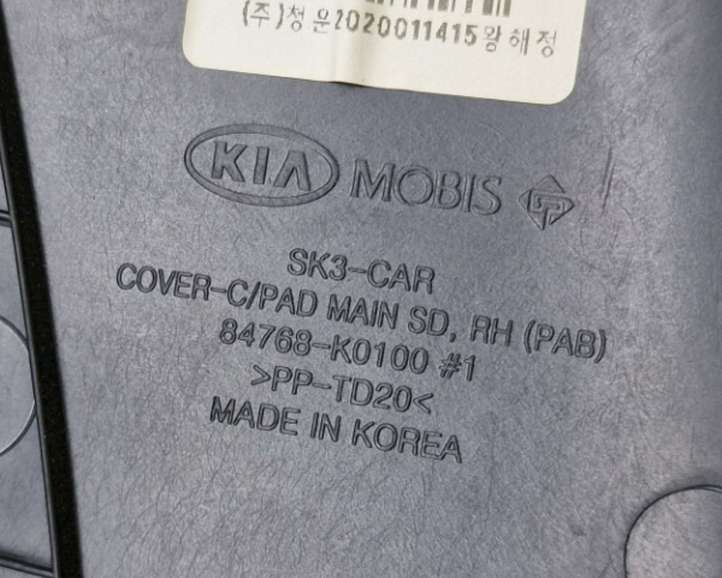 (주)청운2020011415왕해정
KIA MOBIS
SK3-CAR
COVER-C/PAD MAIN SD, RH (PAB)
84768-K0100 #1
>PP-TD20<
MADE IN KOREA